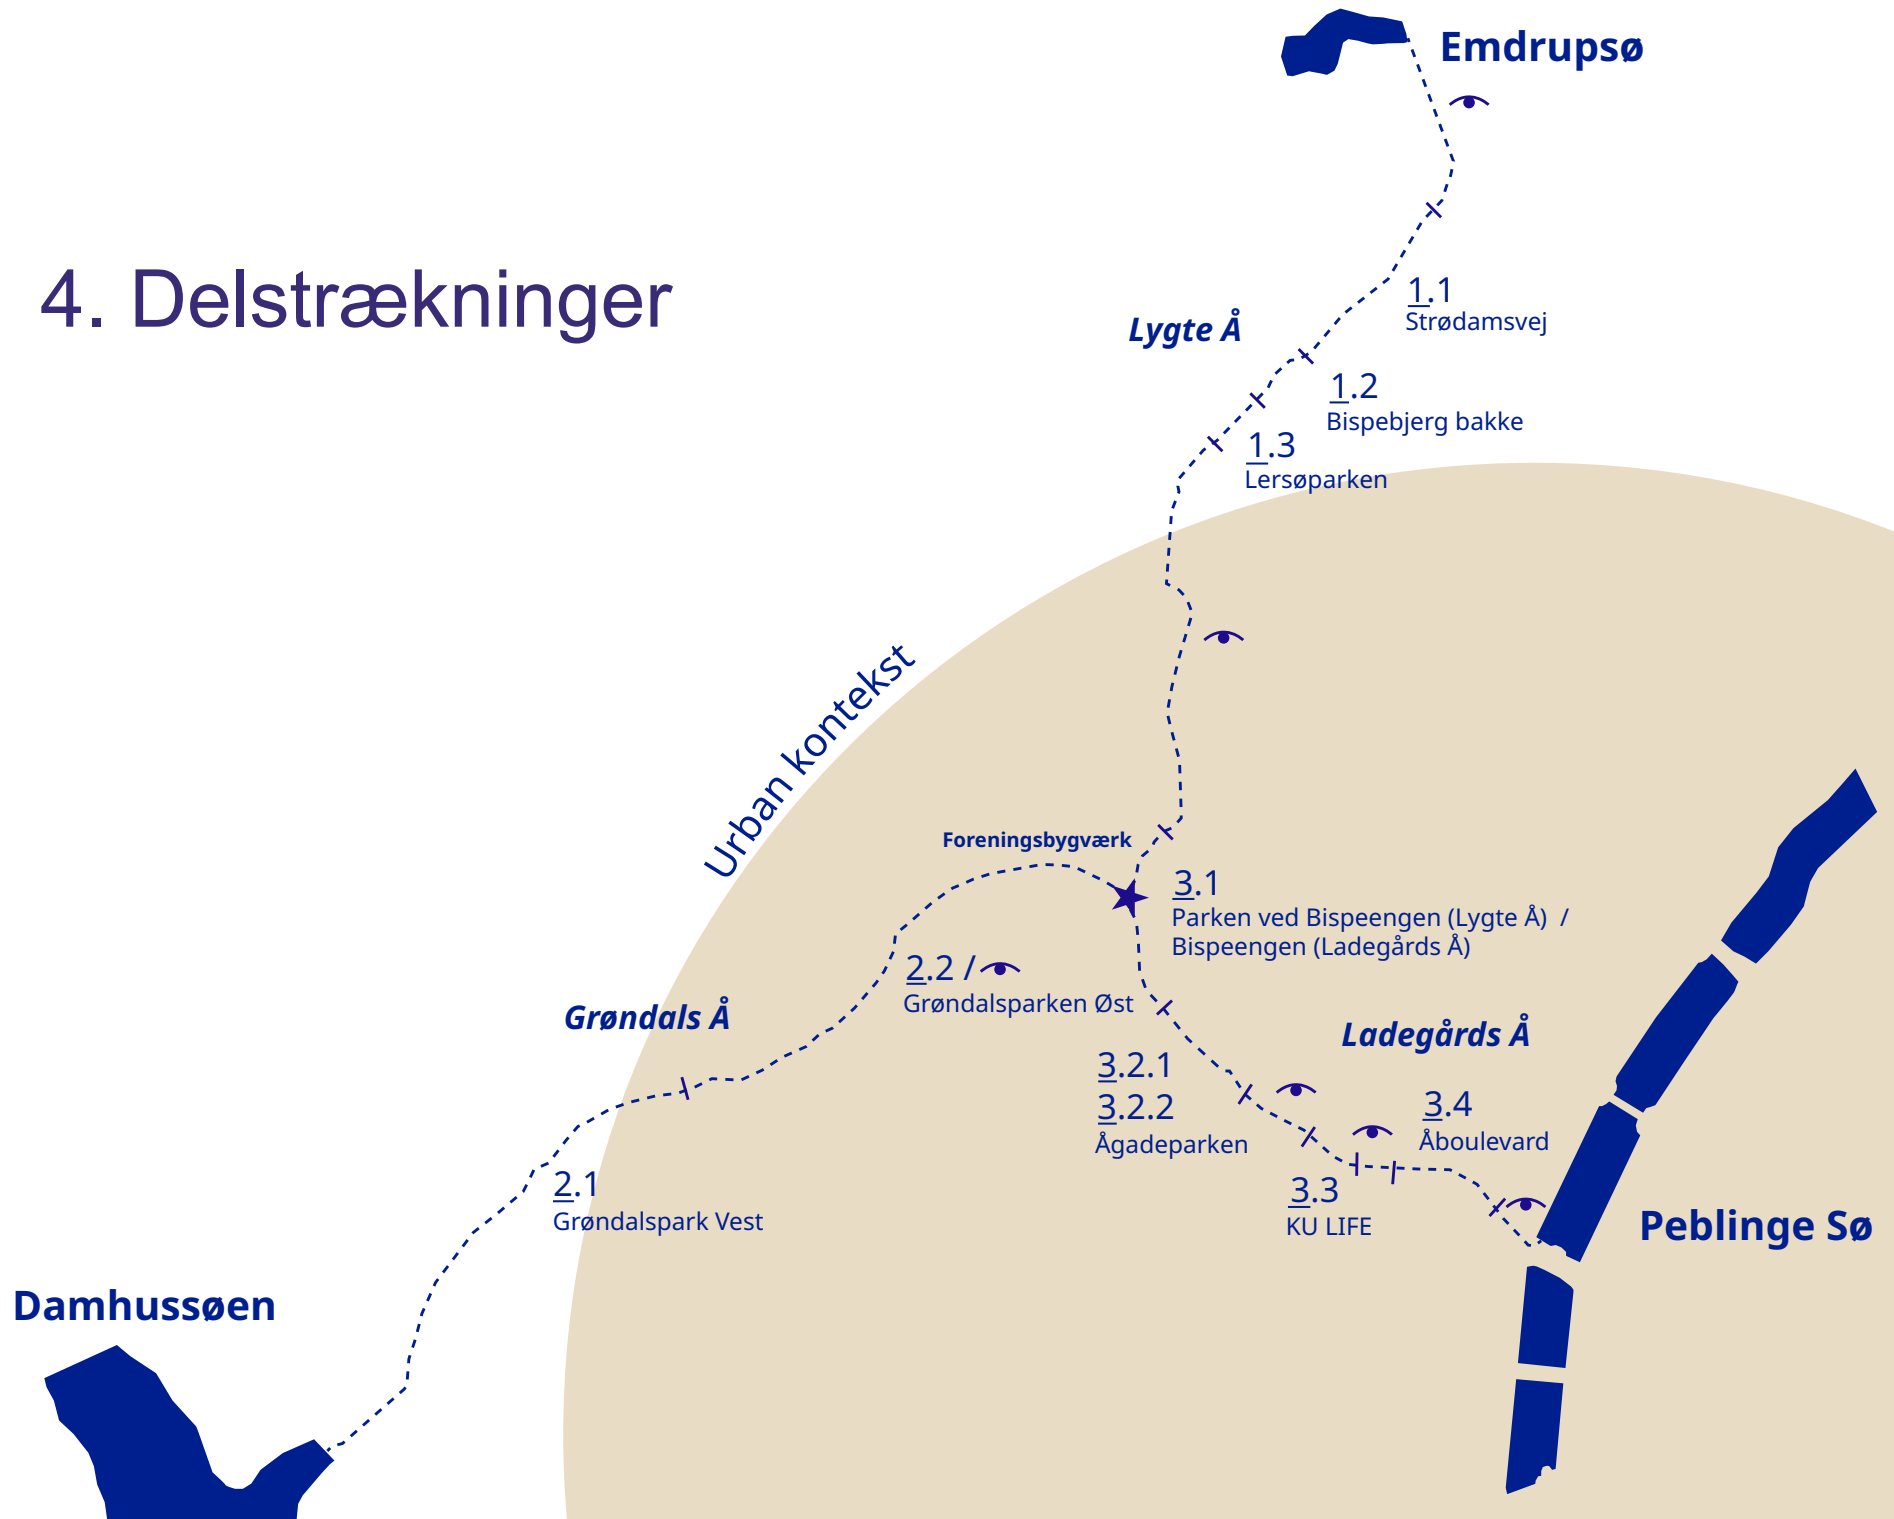 Emdrupsø
4. Delstrækninger
1.1
Strødamsvej
Lygte Å
1.2
Bispebjerg bakke
1.3
Lersøparken
Urban kontekst
Foreningsbygværk
3.1
Parken ved Bispeengen (Lygte Å) /
Bispeengen (Ladegårds Å)
2.2 /
Grøndalsparken Øst
Grøndals Å
Ladegårds Å
3.2.1
3.2.2
Ågadeparken
3.4
Åboulevard
2.1
Grøndalspark Vest
3.3
KU LIFE
Peblinge Sø
Damhussøen